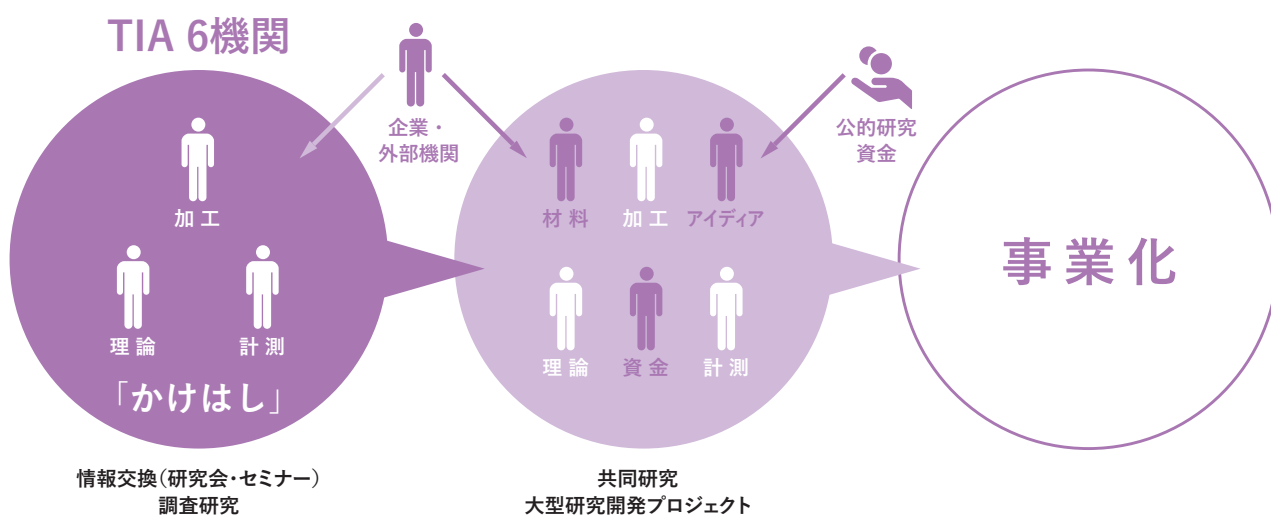 TIA 6機関
企業・
外部機関
公的研究
資金
加工
理論
計測
「かけはし」
材料
加工
アイディア
理論
資金
計測
事業化
情報交換(研究会・セミナー)
調査研究
共同研究
大型研究開発プロジェクト